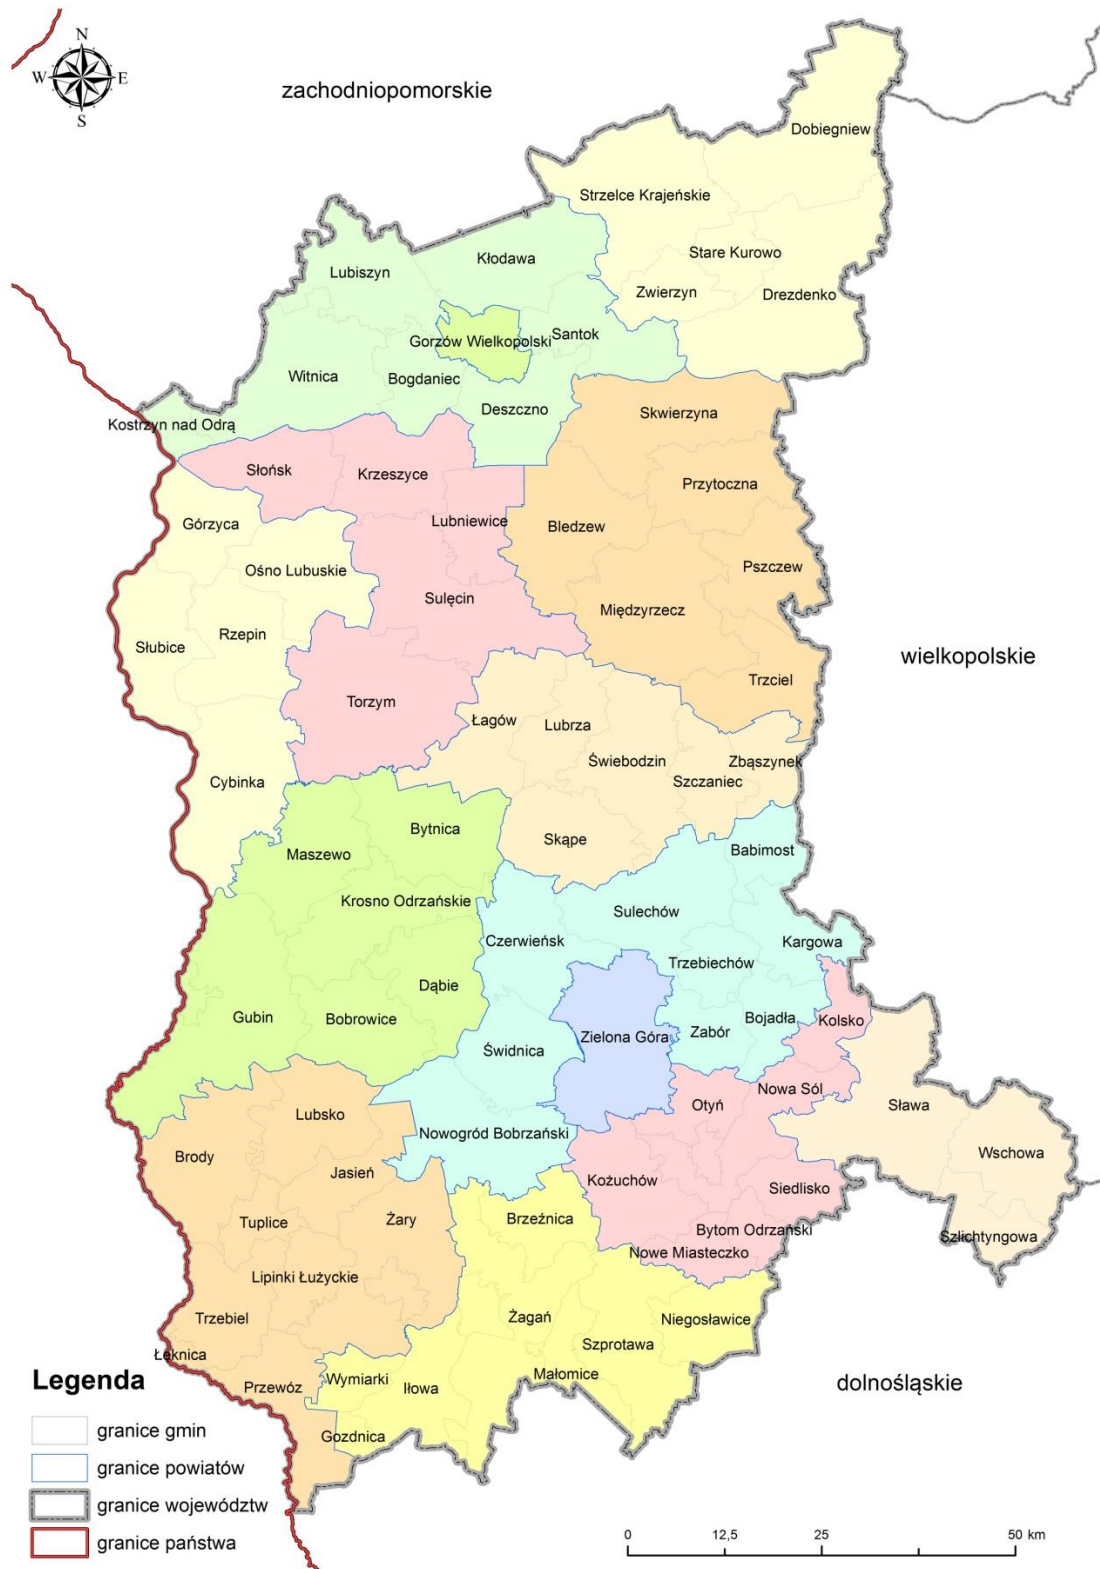 N
W E
S
zachodniopomorskie
Dobiegniew
Strzelce Krajeńskie
Stare Kurowo
Kłodawa
Lubiszyn
Zwierzyn
Drezdenko
Santok
Gorzów Wielkopolski
Witnica
Bogdaniec
Deszczno
Skwierzyna
Kostrzyn nad Odrą
Słońsk
Krzeszyce
Przytoczna
Górzyca
Lubniewice
Bledzew
Pszczew
Ośno Lubuskie
Sulęcin
Międzyrzecz
Rzepin
Słubice
wielkopolskie
Trzciel
Torzym
Łagów
Lubrza
Świebodzin
Zbąszynek
Szczaniec
Cybinka
Bytnica
Skąpe
Babimost
Maszewo
Krosno Odrzańskie
Sulechów
Czerwieńsk
Kargowa
Trzebiechów
Dąbie
Gubin
Bobrowice
Bojadła
Kolsko
Zabór
Zielona Góra
Świdnica
Nowa Sól
Otyń
Sława
Lubsko
Nowogród Bobrzański
Wschowa
Brody
Jasień
Kożuchów
Siedlisko
Tuplice
Żary
Brzeźnica
Bytom Odrzański
Szlichtyngowa
Nowe Miasteczko
Lipinki Łużyckie
Trzebiel
Żagań
Niegosławice
Szprotawa
Łęknica
Małomice
Wymiarki
Iłowa
Przewóz
dolnośląskie
Gozdnica
Legenda
granice gmin
granice powiatów
granice województw
granice państwa
0 12,5 25 50 km